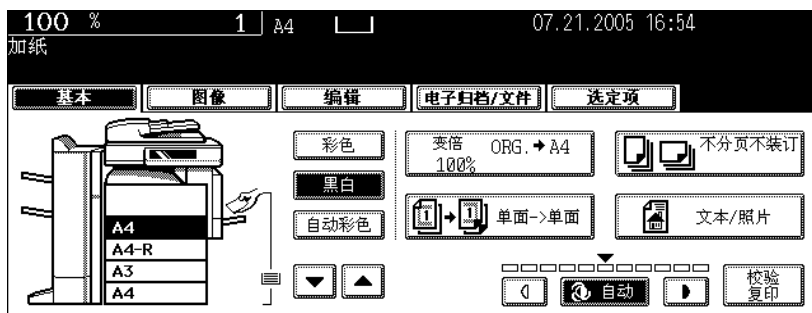 100 % 1 A4 07.21.2005 16:54
加纸
基本 图像 编辑 电子归档/文件 选定项
彩色
黑白
自动彩色
变倍 ORG.➔A4
100%
不分页不装订
1 1 单面->单面
文本/照片
A4
A4-R
A3
A4
自动
校验
复印